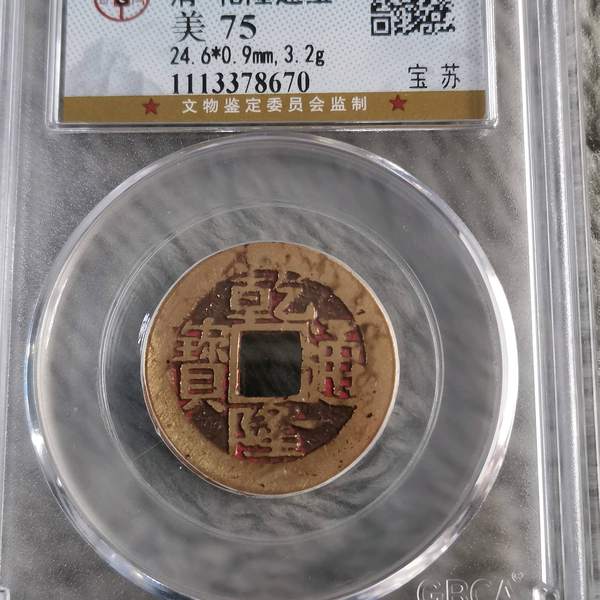 美 75
24.6*0.9mm,3.2g
1113378670
宝 苏
文物鉴定委员会监制
乾隆通寶
GBCA